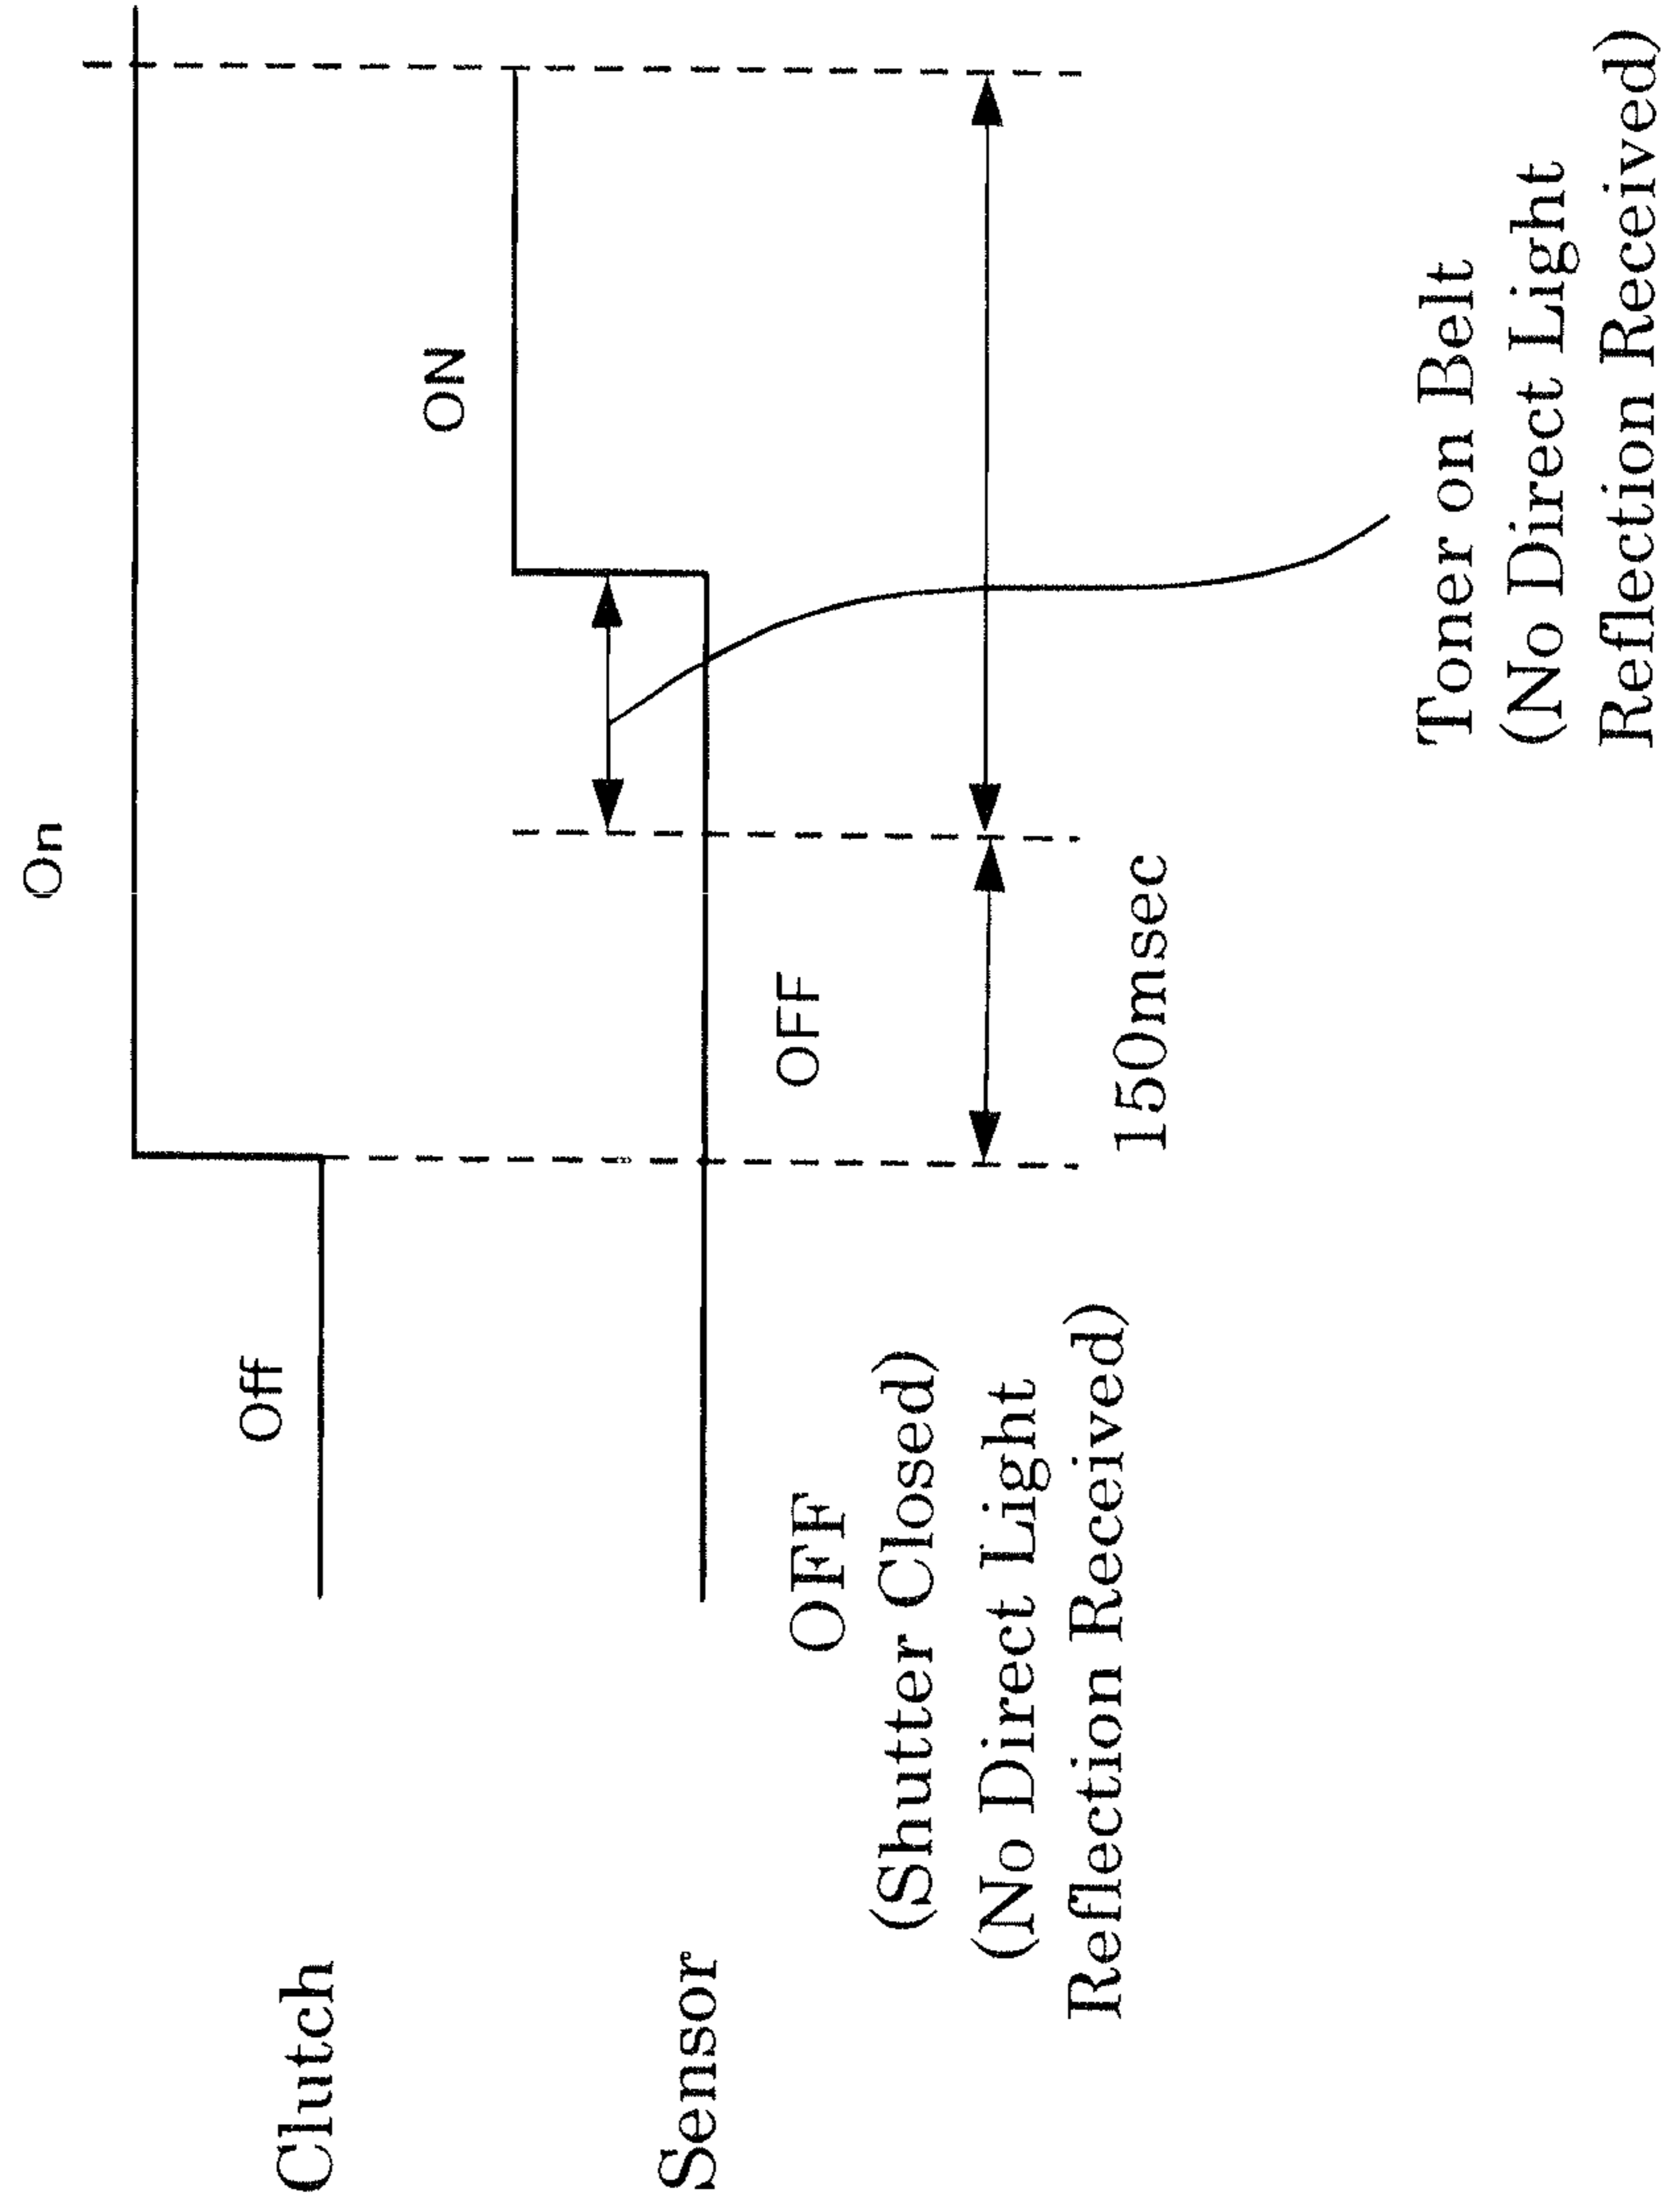 On
Off
Clutch
ON
Sensor
OFF
OFF
(Shutter Closed)
(No Direct Light
Reflection Received)
150msec
Toner on Belt
(No Direct Light
Reflection Received)